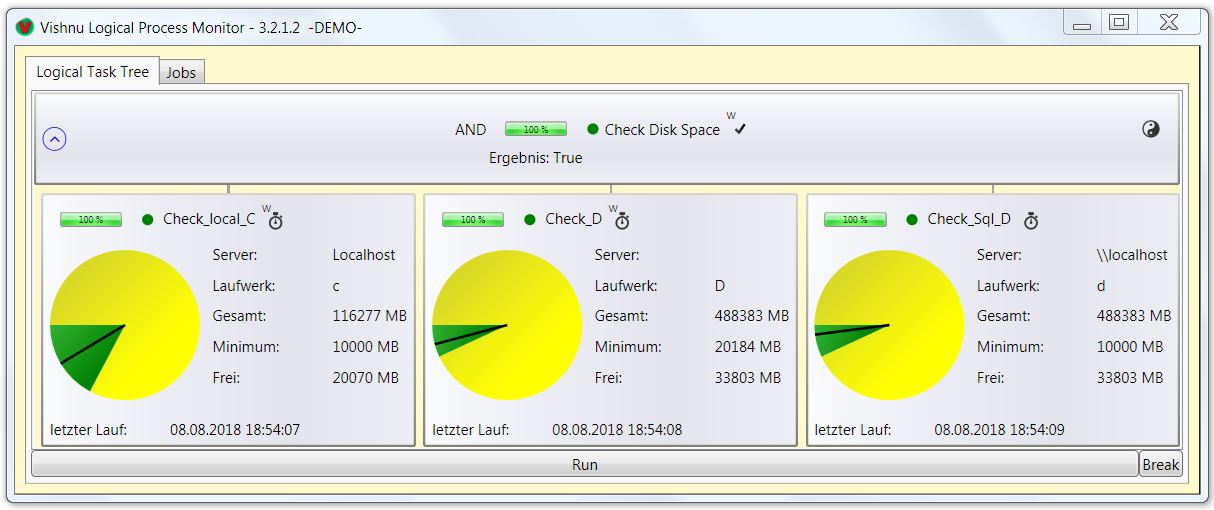 Vishnu Logical Process Monitor - 3.2.1.2 -DEMO-
Logical Task Tree Jobs
W
AND 100 % Check Disk Space
Ergebnis: True
100 % Check_local_C W
Server: Localhost
Laufwerk: c
Gesamt: 116277 MB
Minimum: 10000 MB
Frei: 20070 MB
letzter Lauf: 08.08.2018 18:54:07
100 % Check_D W
Server:
Laufwerk: D
Gesamt: 488383 MB
Minimum: 20184 MB
Frei: 33803 MB
letzter Lauf: 08.08.2018 18:54:08
100 % Check_Sql_D
Server: \\localhost
Laufwerk: d
Gesamt: 488383 MB
Minimum: 10000 MB
Frei: 33803 MB
letzter Lauf: 08.08.2018 18:54:09
Run Break